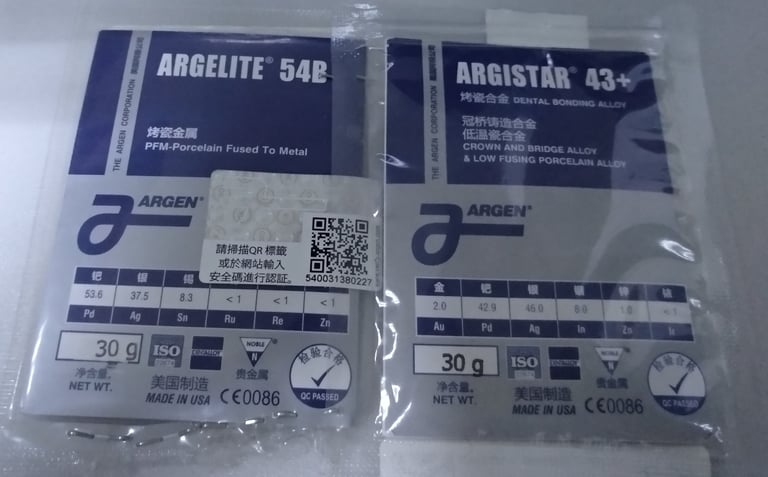 ARGELITE® 54B
烤瓷金属
PFM-Porcelain Fused To Metal
THE ARGEN CORPORATION
ARGEN®
請掃描QR標籤
或於網站輸入
安全碼進行認証。
540031380227
钯 银 锡
53.6 37.5 8.3 <1 <1 <1
Pd Ag Sn Ru Re Zn
30 g
ISO
NOBLE
N
净含量.
NET WT.
美国制造
MADE IN USA
CE0086
贵金属
检验合格
QC PASSED
ARGISTAR® 43+
烤瓷合金 DENTAL BONDING ALLOY
冠桥铸造合金
低温瓷合金
CROWN AND BRIDGE ALLOY
& LOW FUSING PORCELAIN ALLOY
THE ARGEN CORPORATION
ARGEN®
金 钯 银 铟 锌 铱
2.0 42.9 46.0 8.0 1.0 <1
Au Pd Ag In Zn Ir
30 g
ISO
NOBLE
N
净含量.
NET WT.
美国制造
MADE IN USA
CE0086
贵金属
检验合格
QC PASSED